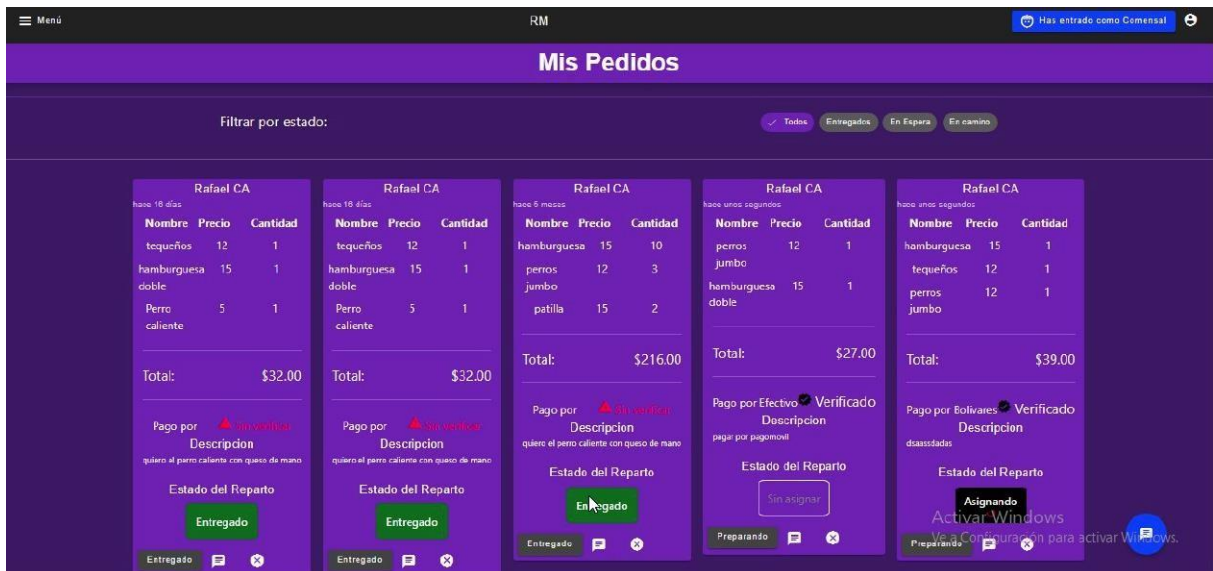 Menú
RM
Has entrado como Comensal
Mis Pedidos
Filtrar por estado:
Todos
Entregados
En Espera
En camino
Rafael CA
hace 16 días
Nombre Precio Cantidad
tequeños 12 1
hamburguesa 15 1
doble
Perro 5 1
caliente
Total: $32.00
Pago por Sin verificar
Descripcion
quiero el perro caliente con queso de mano
Estado del Reparto
Entregado
Entregado
Rafael CA
hace 16 días
Nombre Precio Cantidad
tequeños 12 1
hamburguesa 15 1
doble
Perro 5 1
caliente
Total: $32.00
Pago por Sin verificar
Descripcion
quiero el perro caliente con queso de mano
Estado del Reparto
Entregado
Entregado
Rafael CA
hace 5 meses
Nombre Precio Cantidad
hamburguesa 15 10
perros 12 3
jumbo
patilla 15 2
Total: $216.00
Pago por Sin verificar
Descripcion
quiero el perro caliente con queso de mano
Estado del Reparto
Entregado
Entregado
Rafael CA
hace unos segundos
Nombre Precio Cantidad
perros 12 1
jumbo
hamburguesa 15 1
doble
Total: $27.00
Pago por Efectivo Verificado
Descripcion
pagar por pagomovil
Estado del Reparto
Sin asignar
Preparando
Rafael CA
hace unos segundos
Nombre Precio Cantidad
hamburguesa 15 1
tequeños 12 1
perros 12 1
jumbo
Total: $39.00
Pago por Bolivares Verificado
Descripcion
dsaassdadas
Estado del Reparto
Asignando
Preparando
Activar Windows
Ve a Configuración para activar Windows.